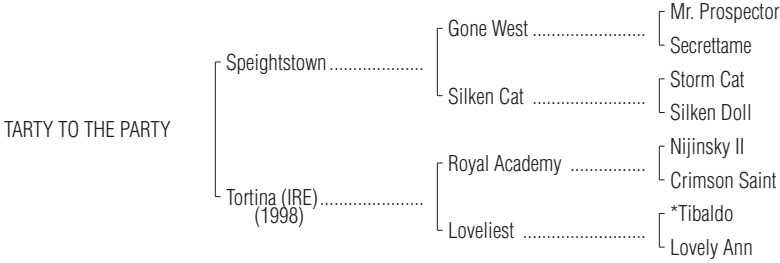 Mr. Prospector
Gone West ........................
Secrettame
Speightstown ....................
Storm Cat
Silken Cat ........................
Silken Doll
TARTY TO THE PARTY
Nijinsky II
Royal Academy ................
Crimson Saint
Tortina (IRE)......................
(1998)
*Tibaldo
Loveliest ..........................
Lovely Ann